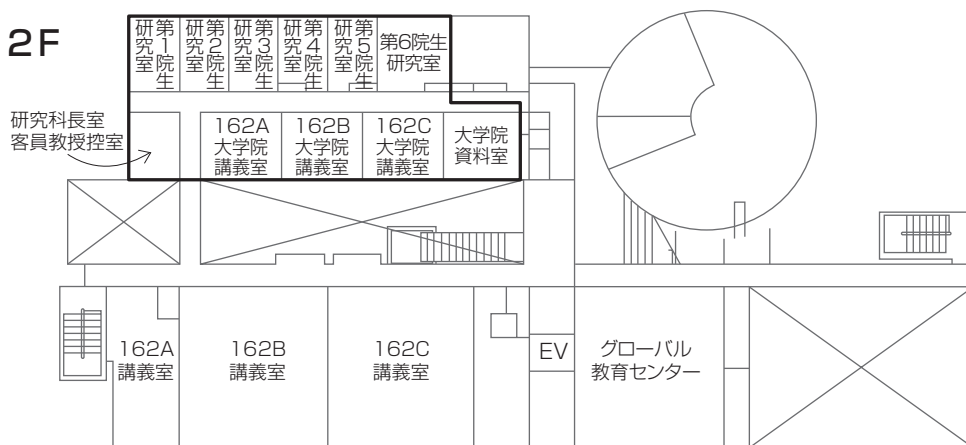 2F
第1院生
研究室
第2院生
研究室
第3院生
研究室
第4院生
研究室
第5院生
研究室
第6院生
研究室
研究科長室
客員教授控室
162A
大学院
講義室
162B
大学院
講義室
162C
大学院
講義室
大学院
資料室
162A
講義室
162B
講義室
162C
講義室
EV
グローバル
教育センター